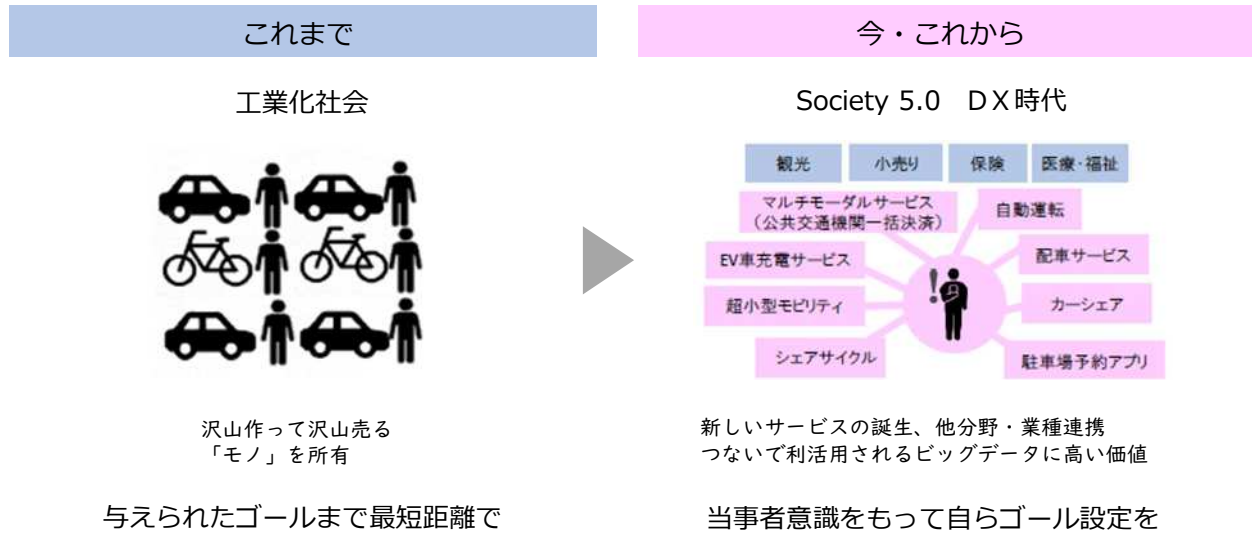 これまで
工業化社会
沢山作って沢山売る
「モノ」を所有
与えられたゴールまで最短距離で
今・これから
Society 5.0　ＤＸ時代
観光
小売り
保険
医療・福祉
マルチモーダルサービス
（公共交通機関一括決済）
自動運転
EV車充電サービス
配車サービス
超小型モビリティ
カーシェア
シェアサイクル
駐車場予約アプリ
新しいサービスの誕生、他分野・業種連携
つないで利活用されるビッグデータに高い価値
当事者意識をもって自らゴール設定を